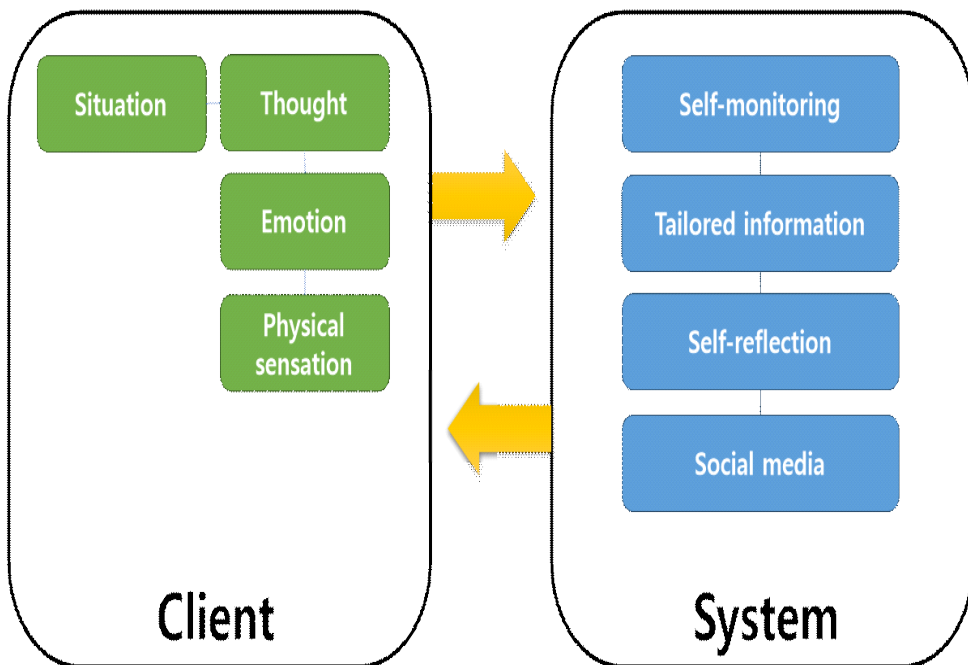 Situation
Thought
Emotion
Physical
sensation
Client
Self-monitoring
Tailored information
Self-reflection
Social media
System